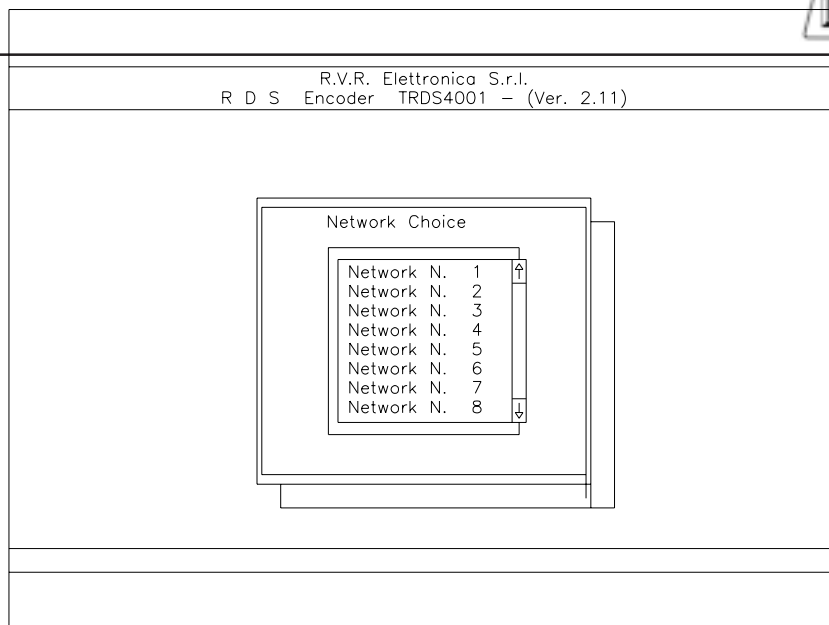 R.V.R. Elettronica S.r.l.
R D S Encoder TRDS4001 – (Ver. 2.11)
Network Choice
Network N. 1
Network N. 2
Network N. 3
Network N. 4
Network N. 5
Network N. 6
Network N. 7
Network N. 8